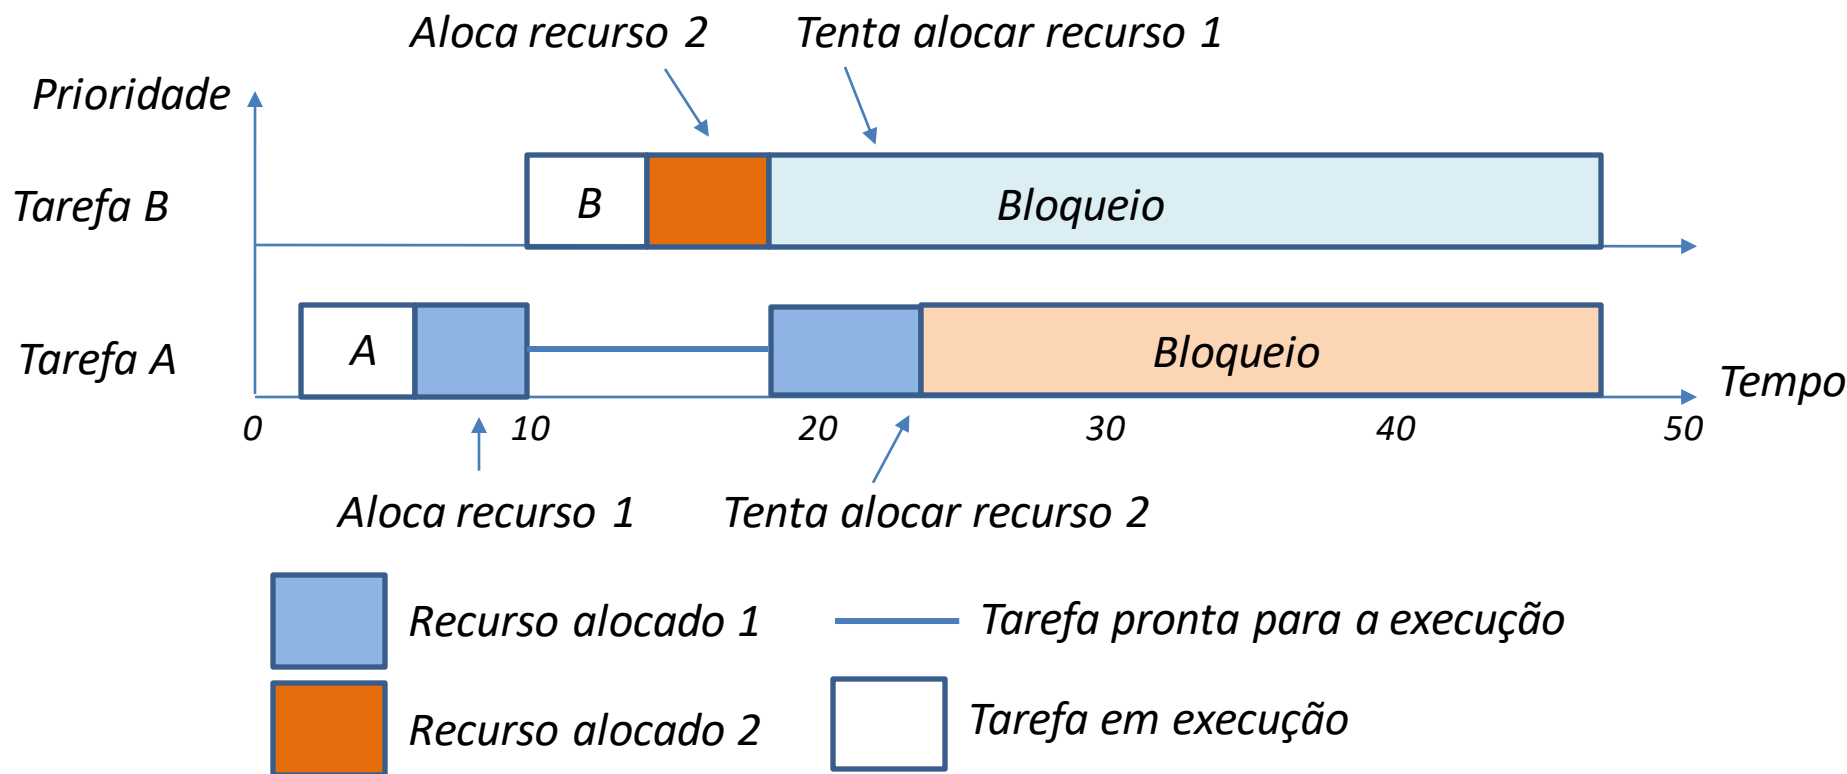 Aloca recurso 2
Tenta alocar recurso 1
Prioridade
Tarefa B
B
Bloqueio
Tarefa A
A
Bloqueio
Tempo
0
10
20
30
40
50
Aloca recurso 1
Tenta alocar recurso 2
Recurso alocado 1
Tarefa pronta para a execução
Recurso alocado 2
Tarefa em execução